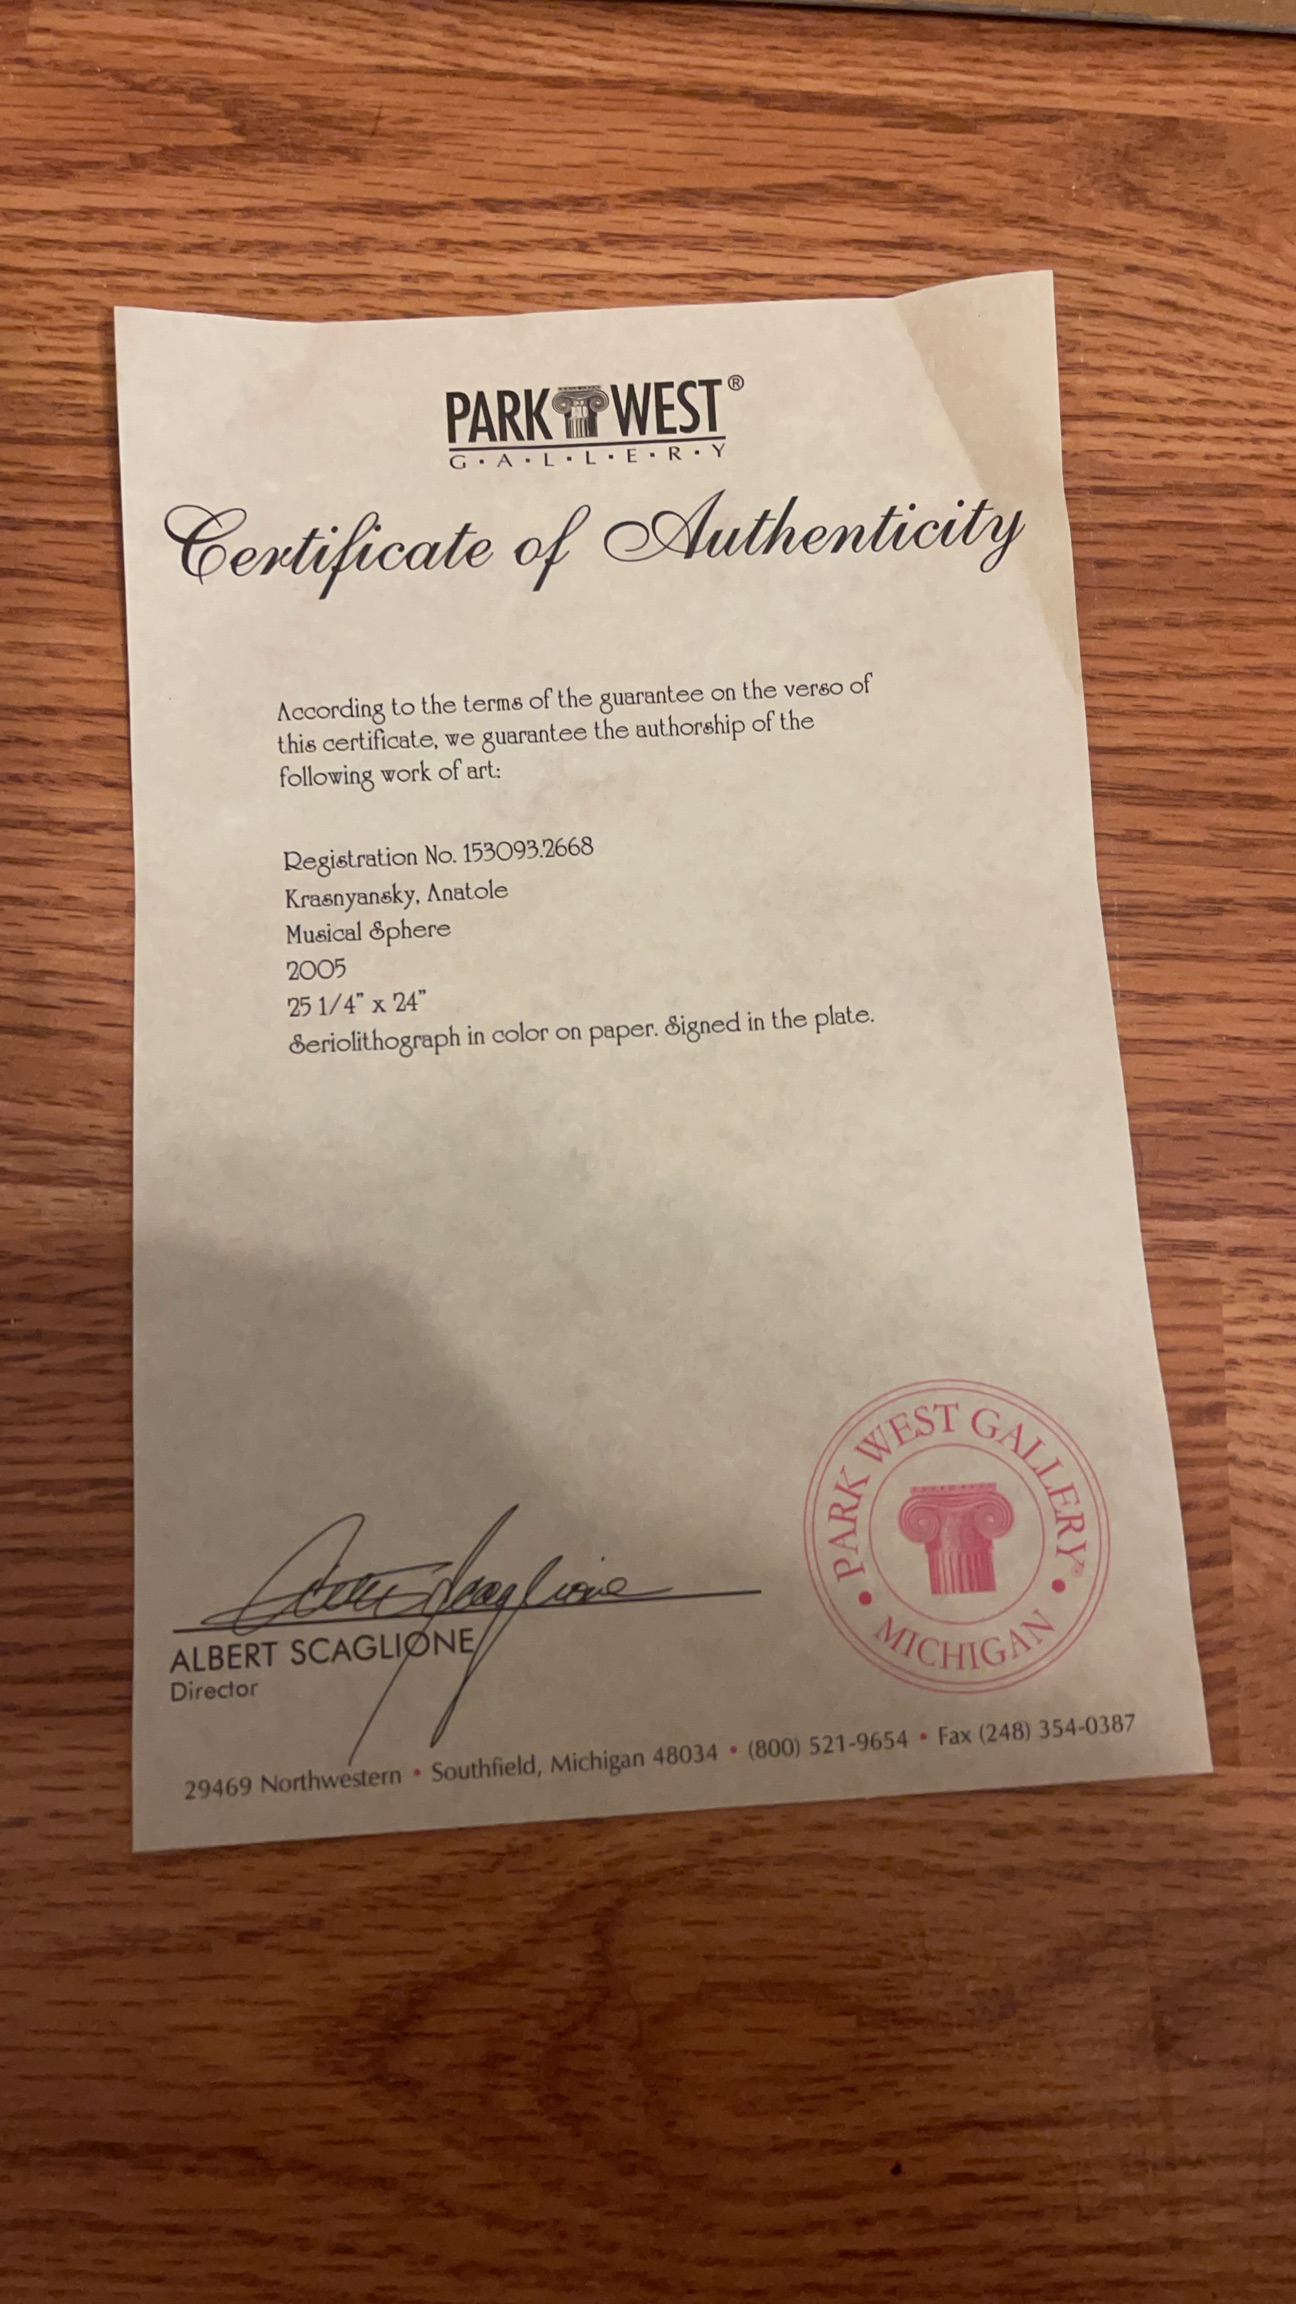 PARK WEST®
G·A·L·L·E·R·Y
Certificate of Authenticity
According to the terms of the guarantee on the verso of
this certificate, we guarantee the authorship of the
following work of art:
Registration No. 153093.2668
Krasnyansky, Anatole
Musical Sphere
2005
25 1/4" x 24"
Seriolithograph in color on paper. Signed in the plate.
PARK WEST GALLERY®
• MICHIGAN •
Albert Scaglione
ALBERT SCAGLIONE
Director
29469 Northwestern • Southfield, Michigan 48034 • (800) 521-9654 • Fax (248) 354-0387